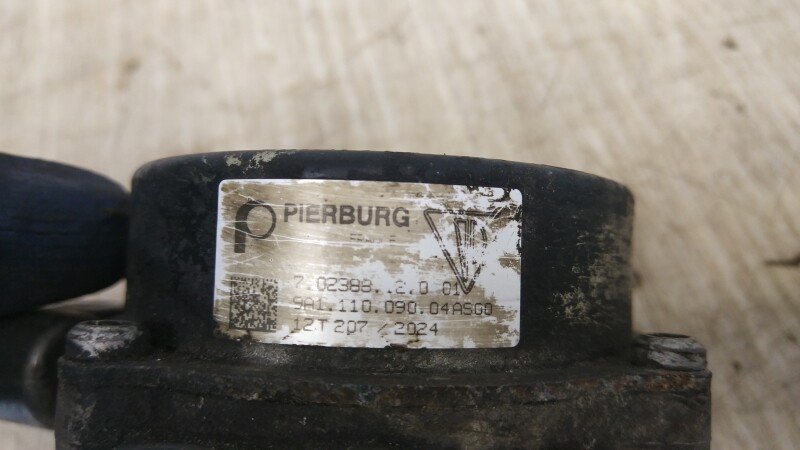 PIERBURG
7.02388. 2.0 01
9A1.110.090.04ASG0
12T 207 / 2024